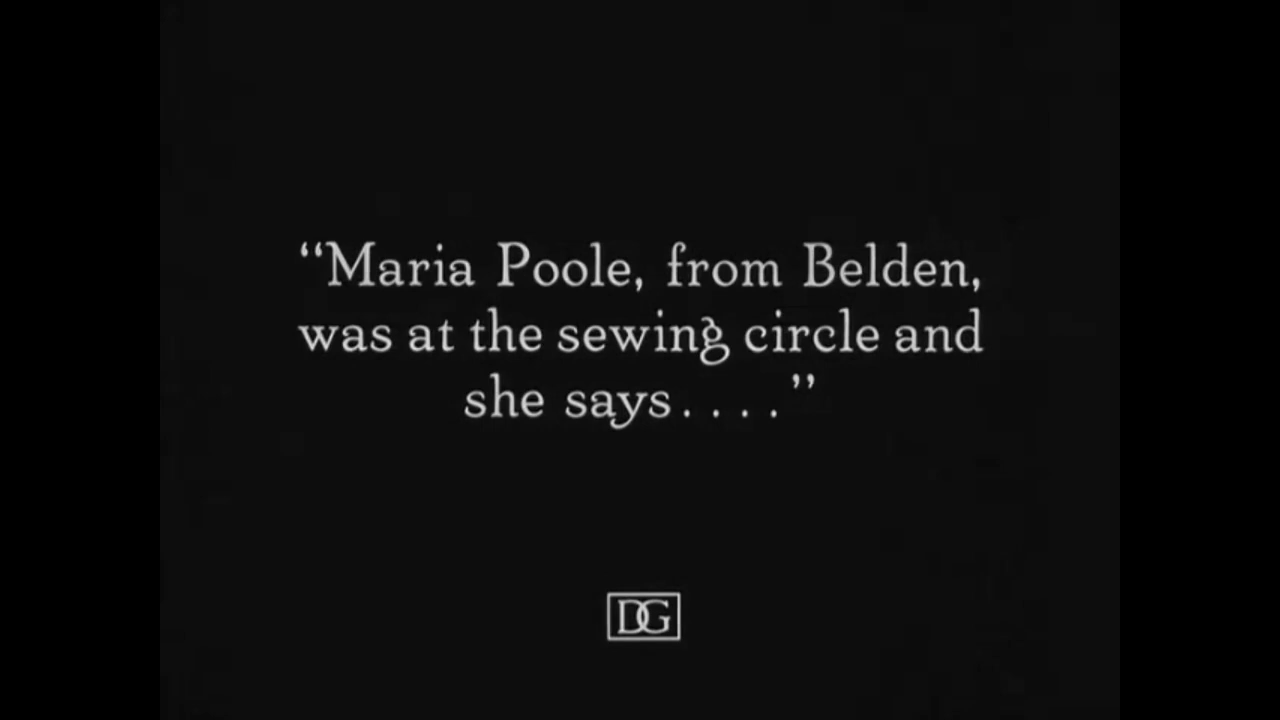 “Maria Poole, from Belden,
was at the sewing circle and
she says....”
DG